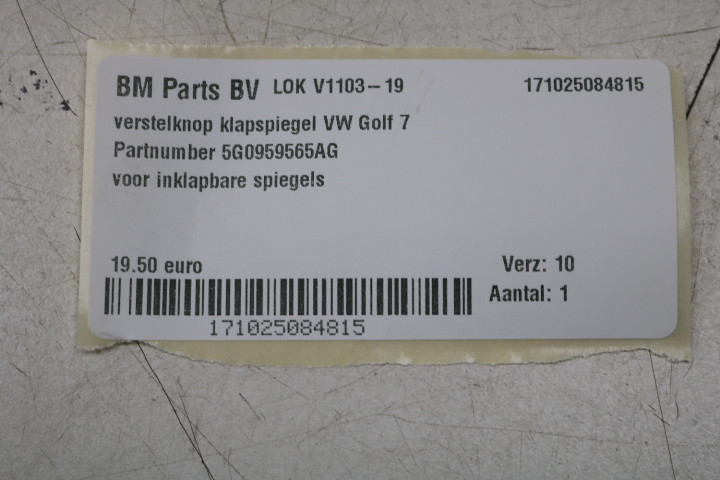 BM Parts BV LOK V1103-19 171025084815
verstelknop klapspiegel VW Golf 7
Partnumber 5G0959565AG
voor inklapbare spiegels
19.50 euro Verz: 10
Aantal: 1
171025084815